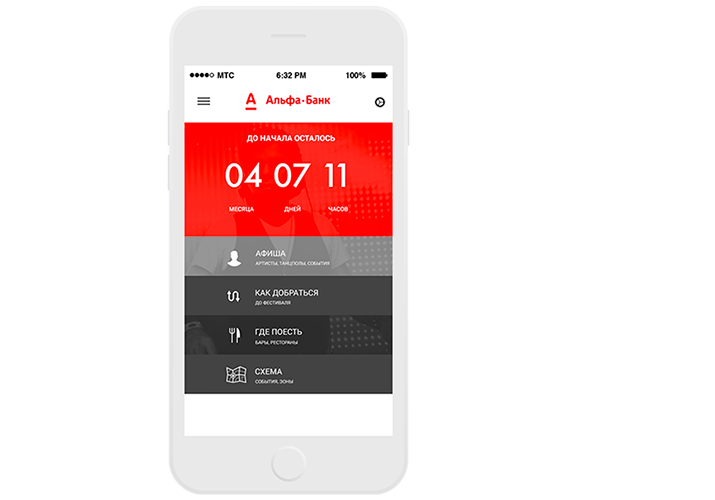 МТС 6:32 PM 100%
Альфа·Банк
ДО НАЧАЛА ОСТАЛОСЬ
04 07 11
МЕСЯЦА ДНЕЙ ЧАСОВ
АФИША
АРТИСТЫ, ТАНЦПОЛЫ, СОБЫТИЯ
КАК ДОБРАТЬСЯ
ДО ФЕСТИВАЛЯ
ГДЕ ПОЕСТЬ
БАРЫ, РЕСТОРАНЫ
СХЕМА
СОБЫТИЯ, ЗОНЫ